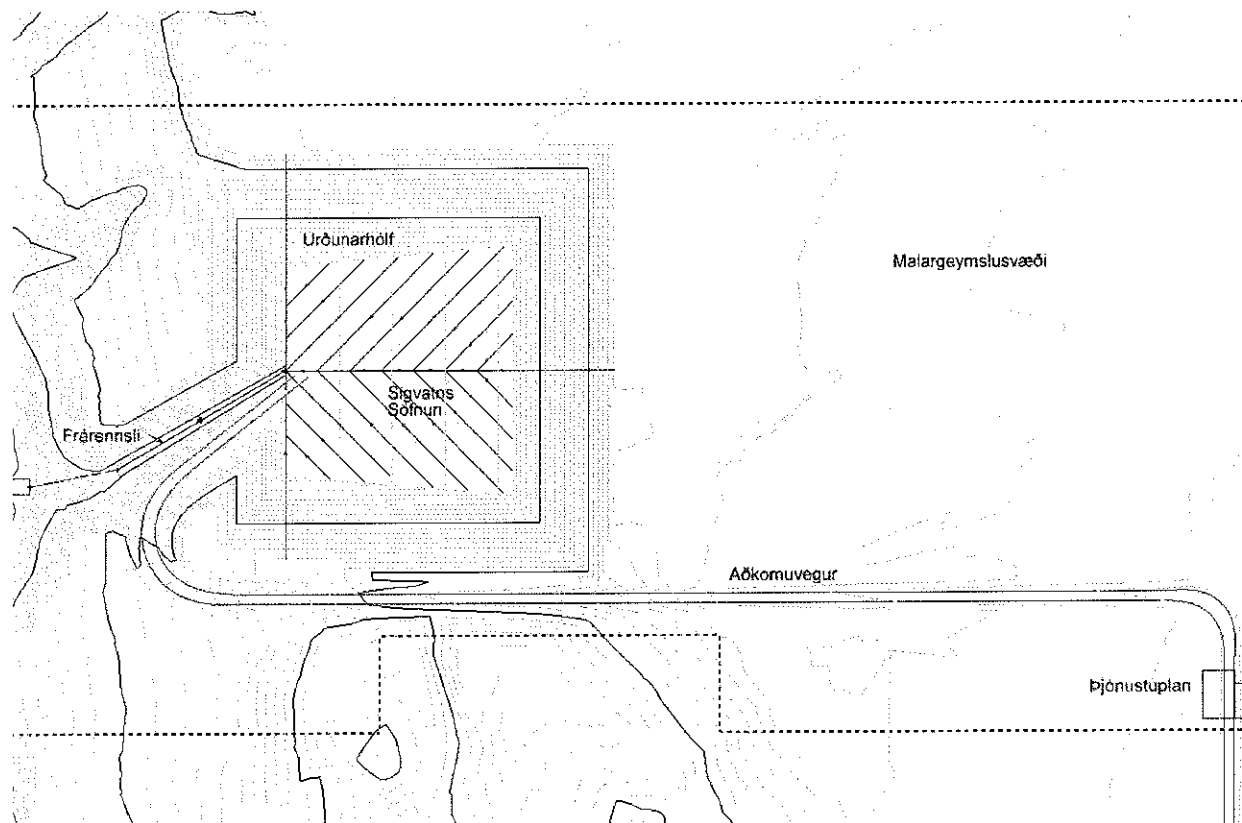 Urðunarhólf
Malargeymslusvæði
Sigvatns
Söfnun
Frárennsli
Aðkomuvegur
Þjónustuplan